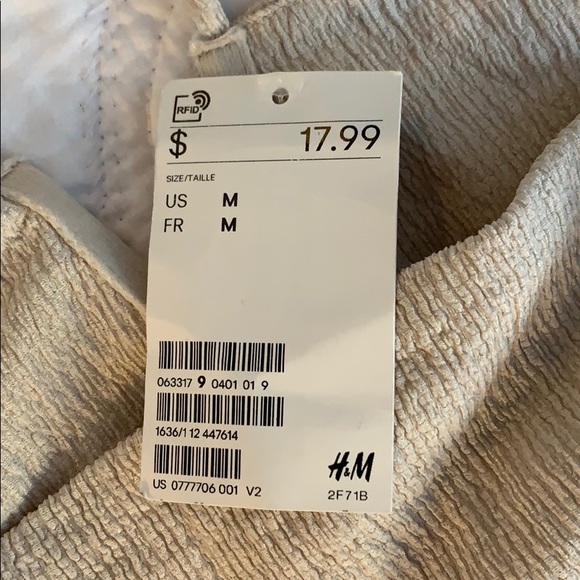 RFID
$ 17.99
SIZE/TAILLE
US M
FR M
063317 9 0401 01 9
1636/1 12 447614
US 0777706 001 V2
H&M
2F71B